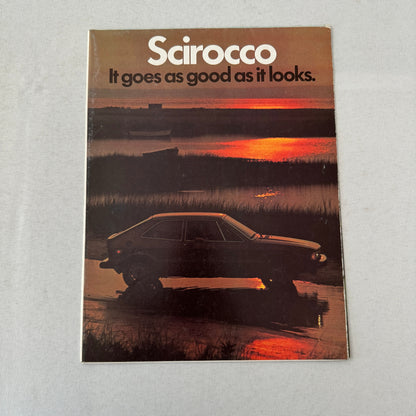 Scirocco
It goes as good as it looks.